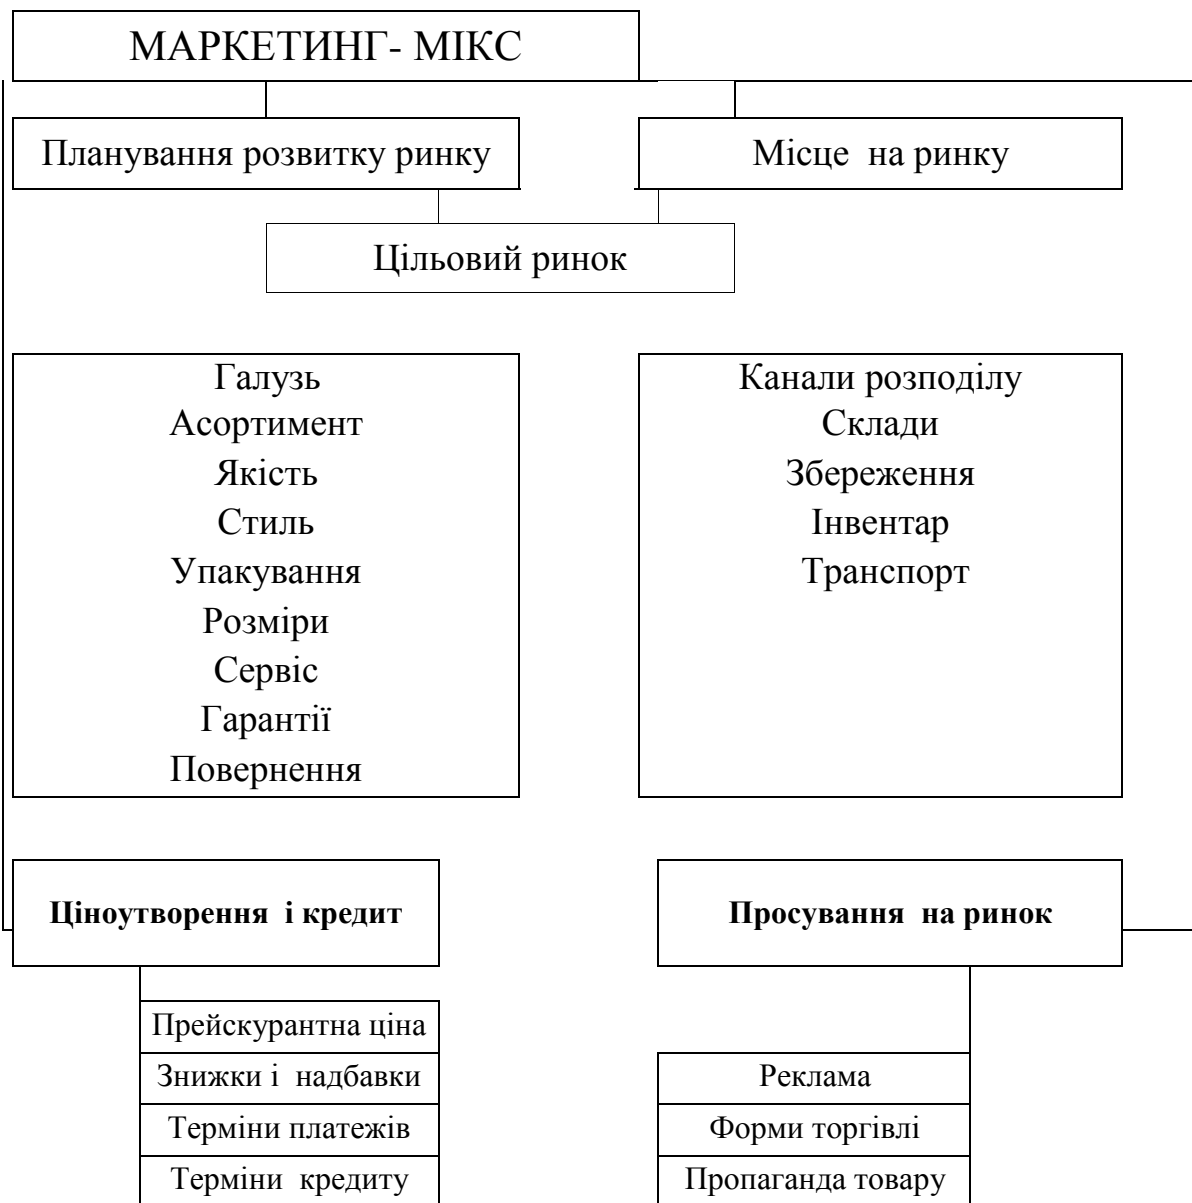 МАРКЕТИНГ- МІКС
Планування розвитку ринку
Місце на ринку
Цільовий ринок
Галузь
Асортимент
Якість
Стиль
Упакування
Розміри
Сервіс
Гарантії
Повернення
Канали розподілу
Склади
Збереження
Інвентар
Транспорт
Ціноутворення і кредит
Прейскурантна ціна
Знижки і надбавки
Терміни платежів
Терміни кредиту
Просування на ринок
Реклама
Форми торгівлі
Пропаганда товару